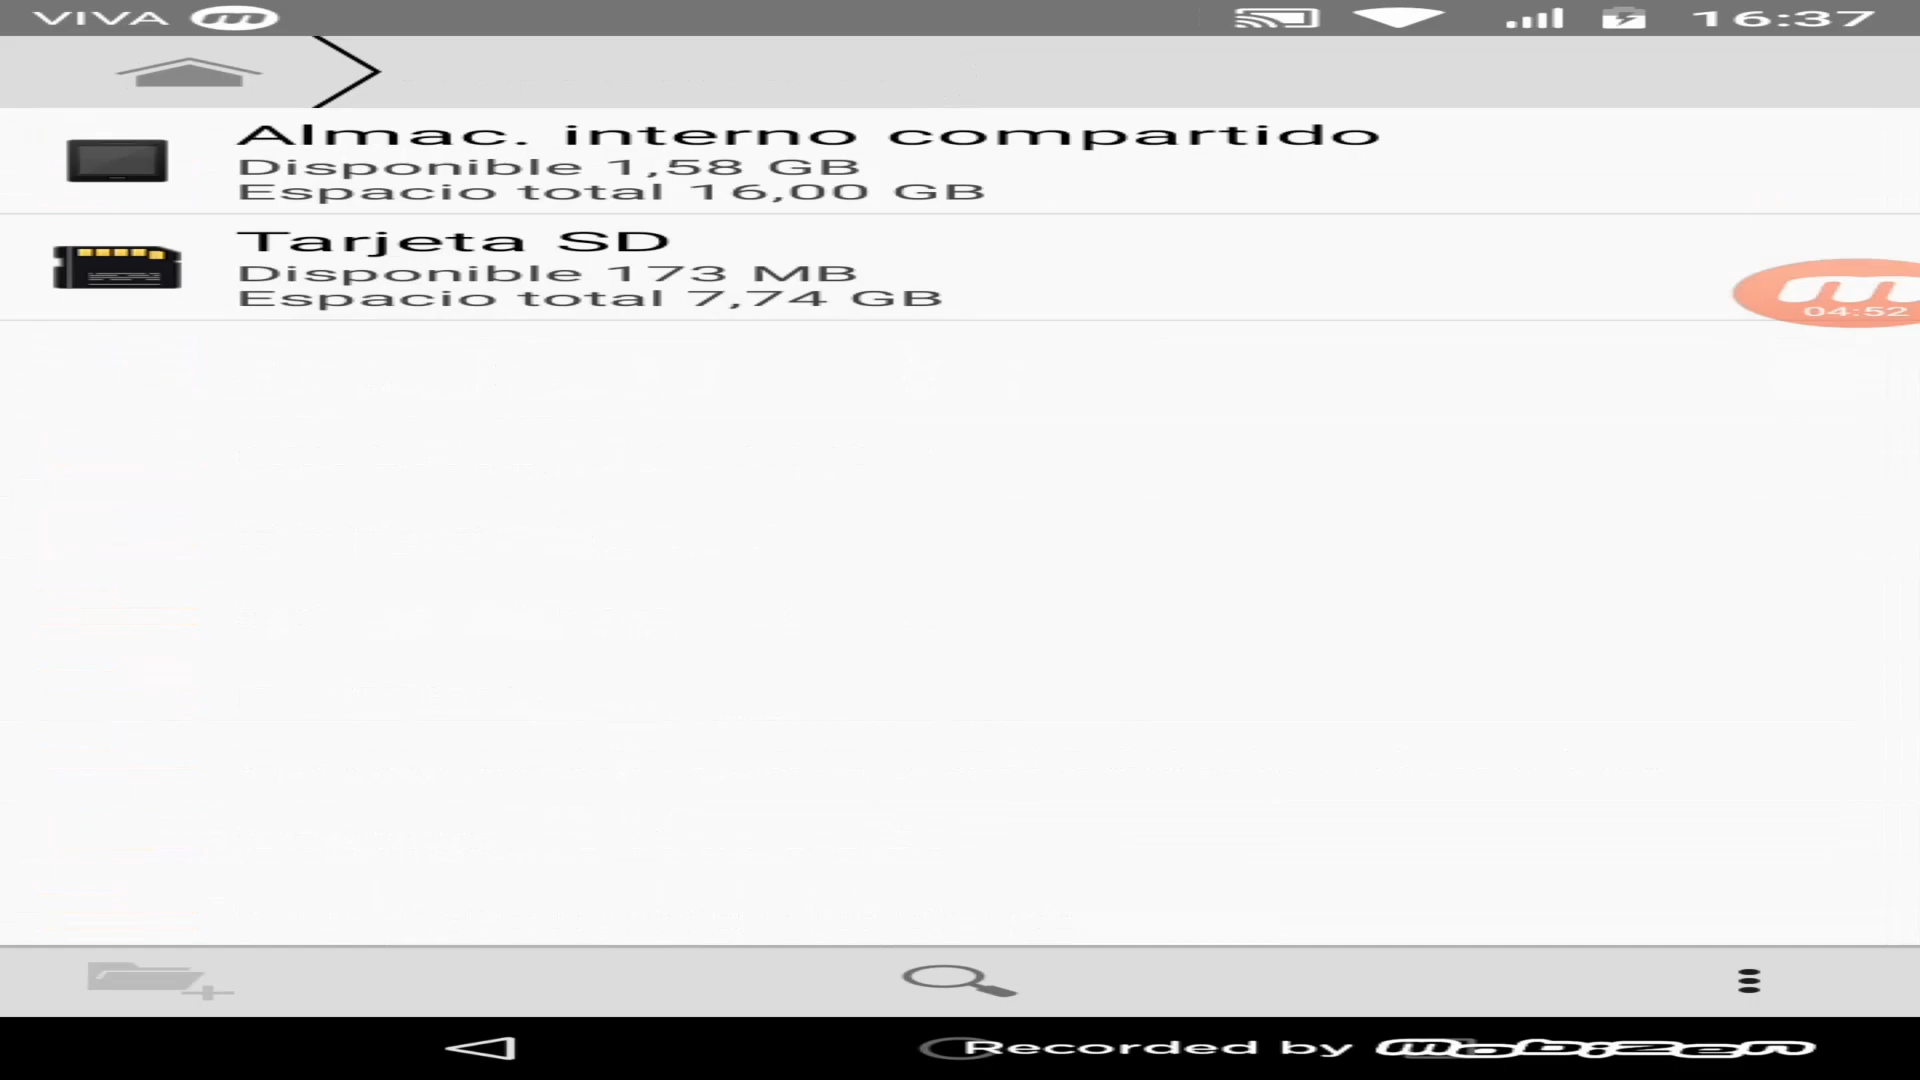 VIVA
16:37
Almac. interno compartido
Disponible 1,58 GB
Espacio total 16,00 GB
Tarjeta SD
Disponible 173 MB
Espacio total 7,74 GB
04:52
Recorded by mobizen